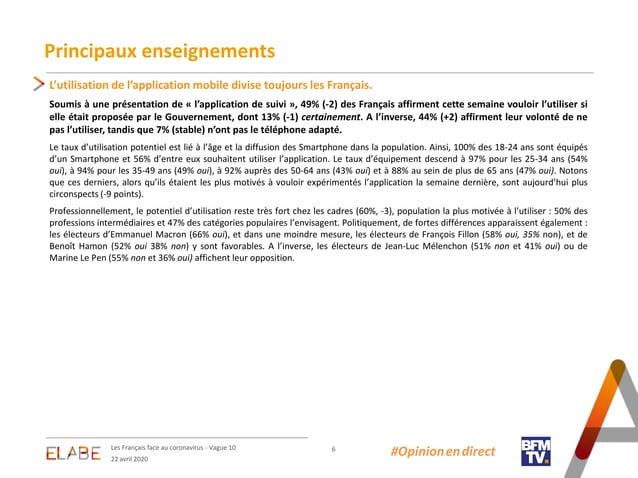 Principaux enseignements
L'utilisation de l'application mobile divise toujours les Français.
Soumis à une présentation de « l'application de suivi », 49% (-2) des Français affirment cette semaine vouloir l'utiliser si
elle était proposée par le Gouvernement, dont 13% (-1) certainement. A l'inverse, 44% (+2) affirment leur volonté de ne
pas l'utiliser, tandis que 7% (stable) n'ont pas le téléphone adapté.
Le taux d'utilisation potentiel est lié à l'âge et la diffusion des Smartphone dans la population. Ainsi, 100% des 18-24 ans sont équipés
d'un Smartphone et 56% d'entre eux souhaitent utiliser l'application. Le taux d'équipement descend à 97% pour les 25-34 ans (54%
oui), à 94% pour les 35-49 ans (49% oui), à 92% auprès des 50-64 ans (43% oui) et à 88% au sein de plus de 65 ans (47% oui). Notons
que ces derniers, alors qu'ils étaient les plus motivés à vouloir expérimentés l'application la semaine dernière, sont aujourd'hui plus
circonspects (-9 points).
Professionnellement, le potentiel d'utilisation reste très fort chez les cadres (60%, -3), population la plus motivée à l'utiliser : 50% des
professions intermédiaires et 47% des catégories populaires l'envisagent. Politiquement, de fortes différences apparaissent également :
les électeurs d'Emmanuel Macron (66% oui), et dans une moindre mesure, les électeurs de François Fillon (58% oui, 35% non), et de
Benoît Hamon (52% oui 38% non) y sont favorables. A l'inverse, les électeurs de Jean-Luc Mélenchon (51% non et 41% oui) ou de
Marine Le Pen (55% non et 36% oui) affichent leur opposition.
ELABE
Les Français face au coronavirus - Vague 10
22 avril 2020
6
#Opinionendirect
BFM
TV.